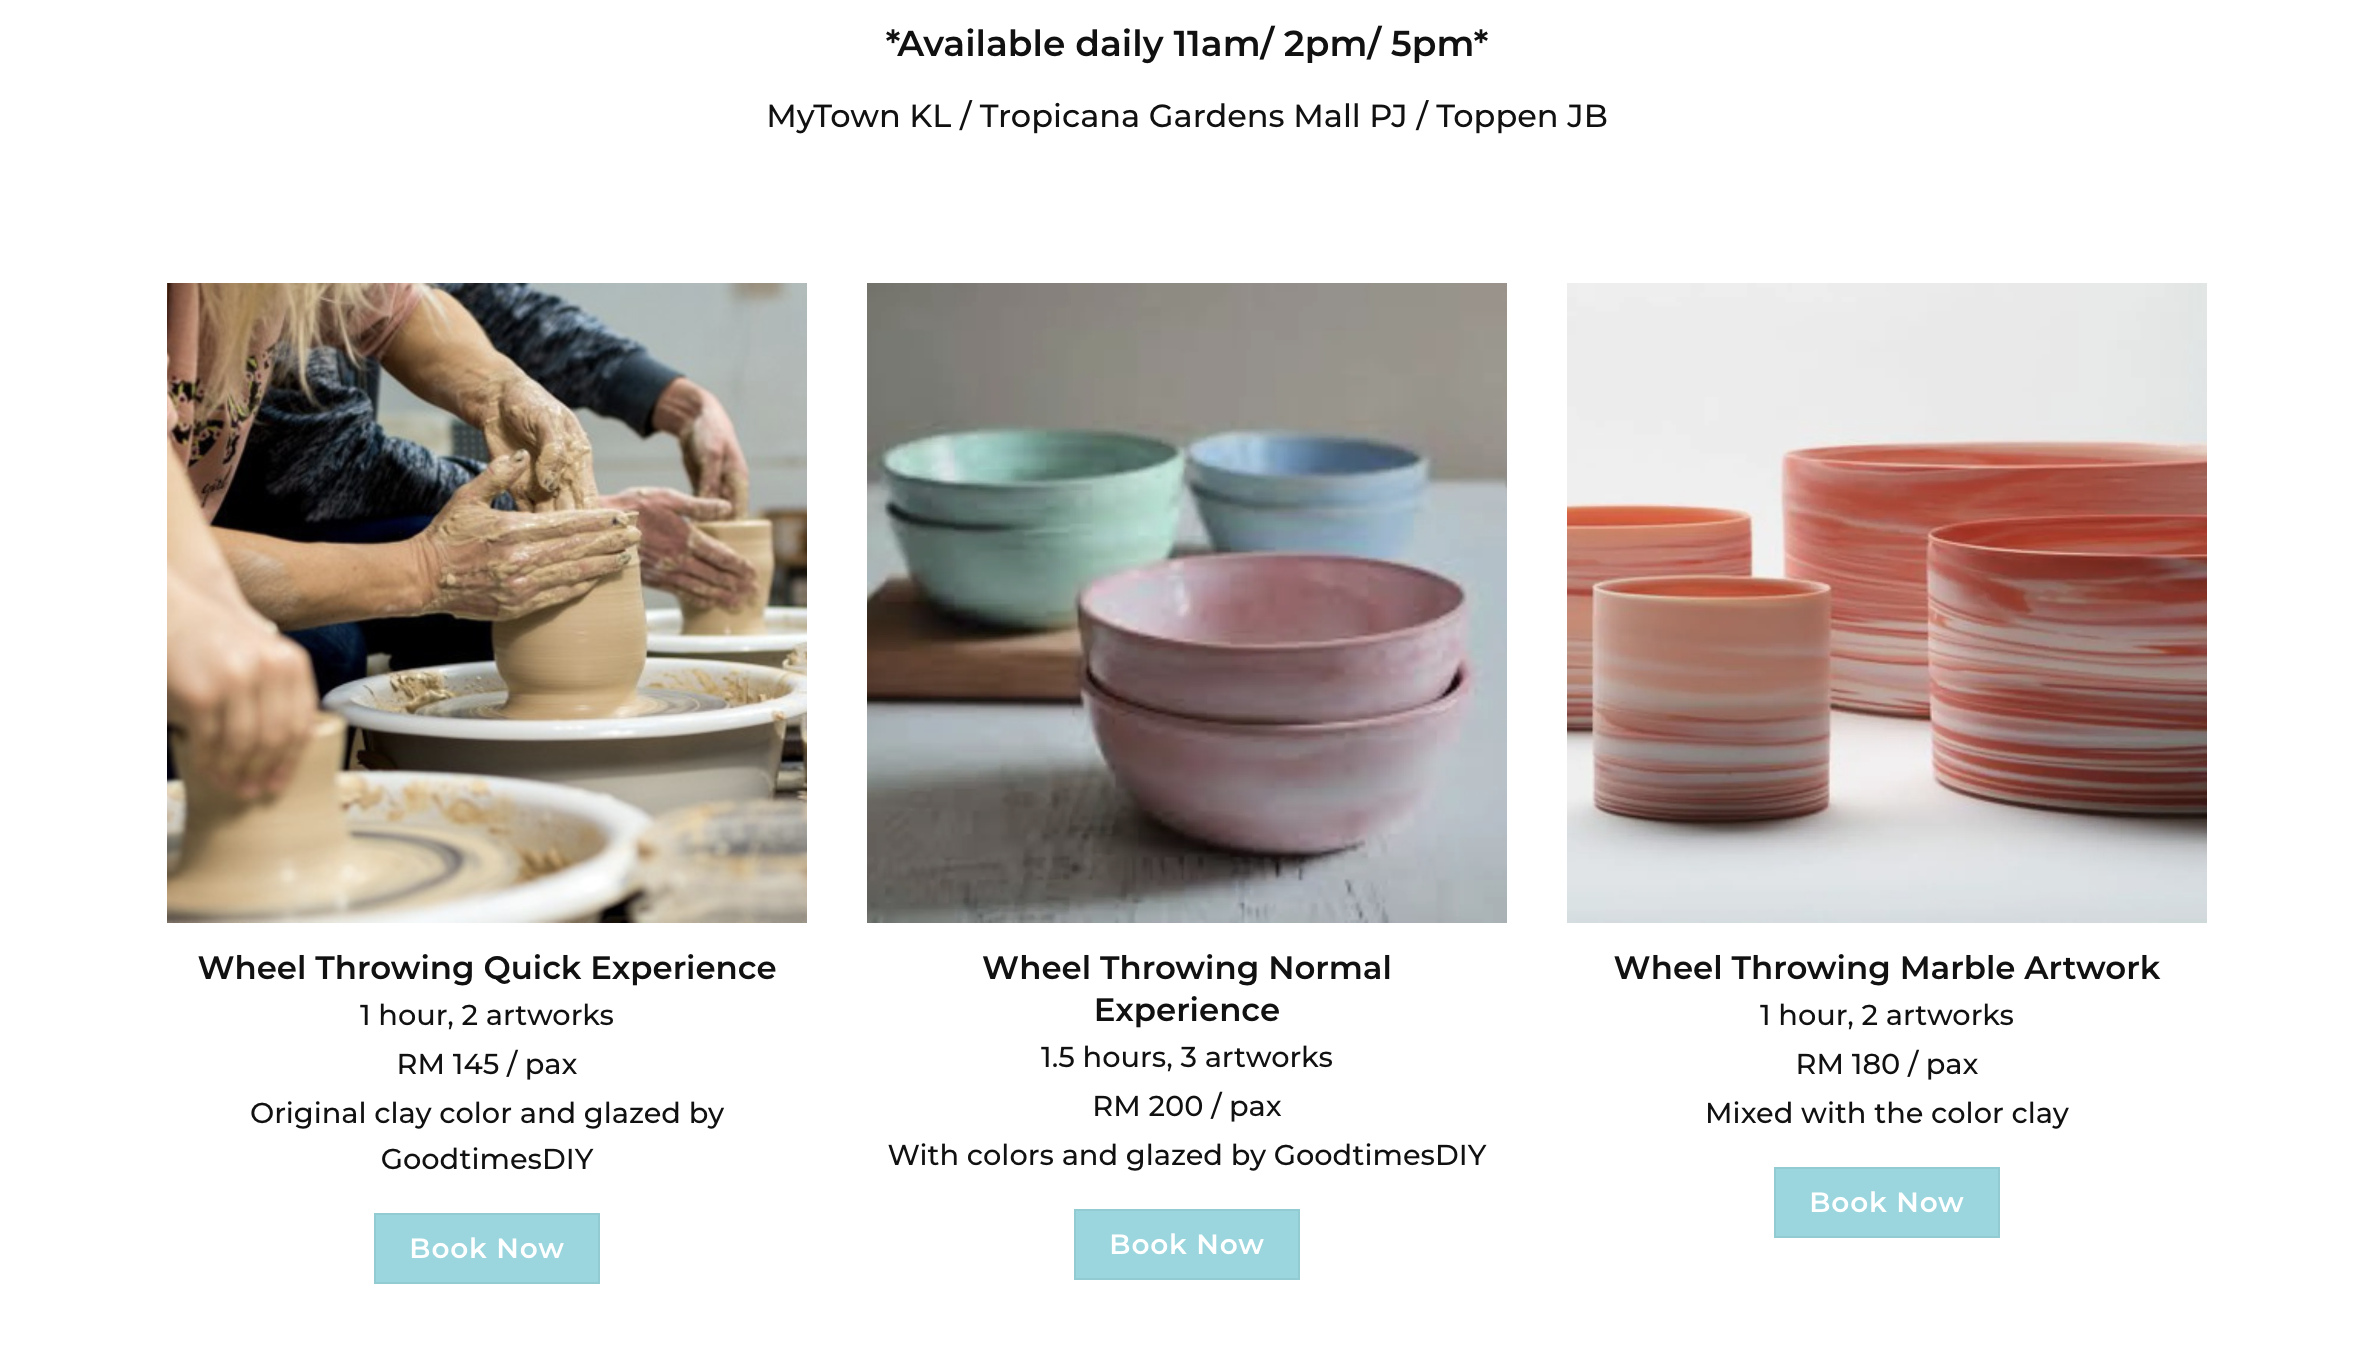 *Available daily 11am/ 2pm/ 5pm*
MyTown KL / Tropicana Gardens Mall PJ / Toppen JB
Wheel Throwing Quick Experience
1 hour, 2 artworks
RM 145 / pax
Original clay color and glazed by
GoodtimesDIY
Book Now
Wheel Throwing Normal
Experience
1.5 hours, 3 artworks
RM 200 / pax
With colors and glazed by GoodtimesDIY
Book Now
Wheel Throwing Marble Artwork
1 hour, 2 artworks
RM 180 / pax
Mixed with the color clay
Book Now